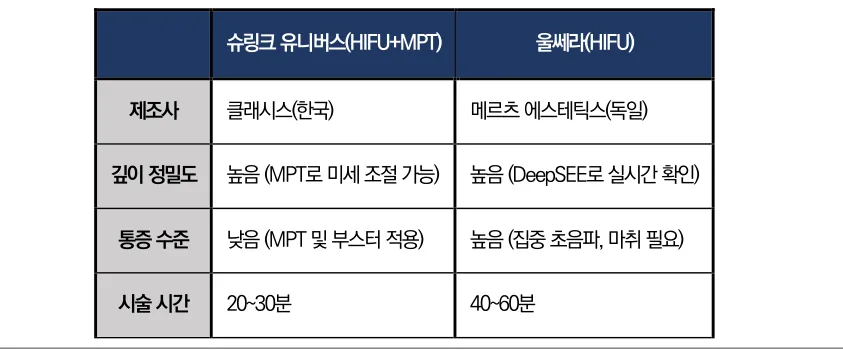 슈링크 유니버스(HIFU+MPT) 울쎄라(HIFU)
제조사 클래시스(한국) 메르츠 에스테틱스(독일)
깊이 정밀도 높음 (MPT로 미세 조절 가능) 높음 (DeepSEE로 실시간 확인)
통증 수준 낮음 (MPT 및 부스터 적용) 높음 (집중 초음파, 마취 필요)
시술 시간 20~30분 40~60분